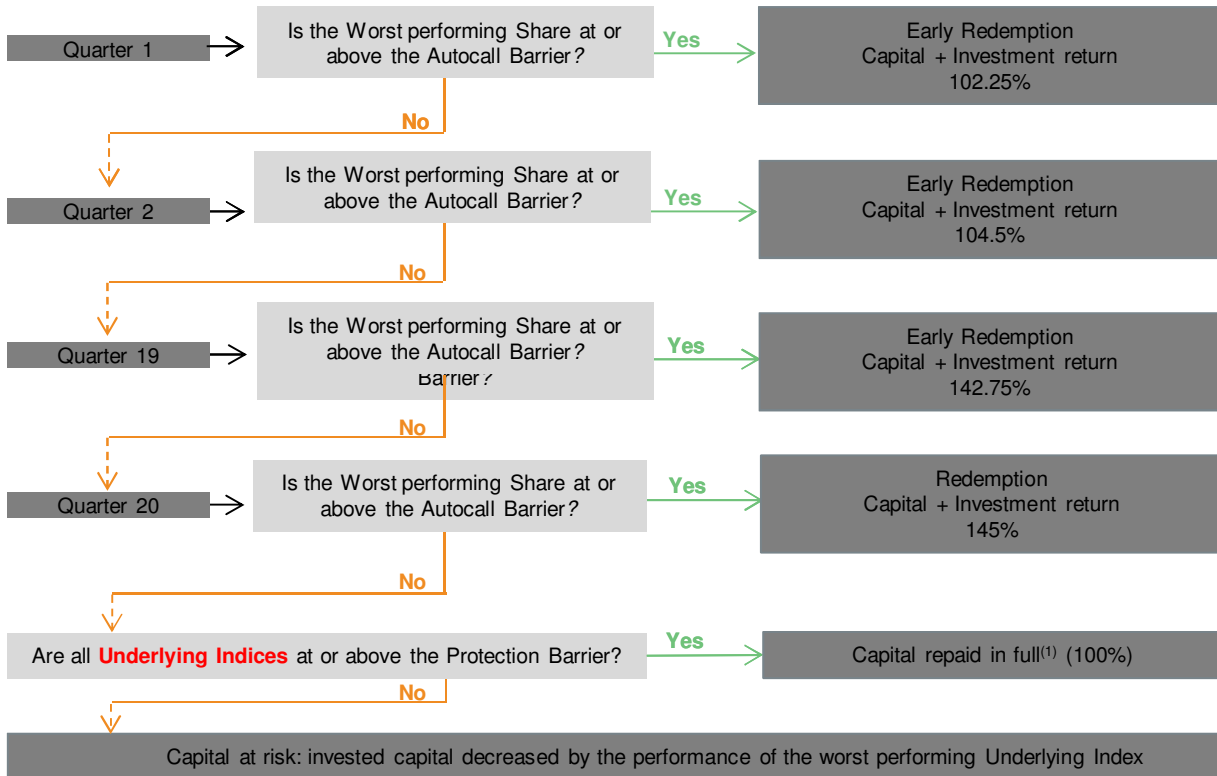 Quarter 1
Is the Worst performing Share at or
above the Autocall Barrier?
Yes
Early Redemption
Capital + Investment return
102.25%
No
Quarter 2
Is the Worst performing Share at or
above the Autocall Barrier?
Yes
Early Redemption
Capital + Investment return
104.5%
No
Quarter 19
Is the Worst performing Share at or
above the Autocall Barrier?
Barrier?
Yes
Early Redemption
Capital + Investment return
142.75%
No
Quarter 20
Is the Worst performing Share at or
above the Autocall Barrier?
Yes
Redemption
Capital + Investment return
145%
No
Are all Underlying Indices at or above the Protection Barrier?
Yes
Capital repaid in full(1) (100%)
No
Capital at risk: invested capital decreased by the performance of the worst performing Underlying Index